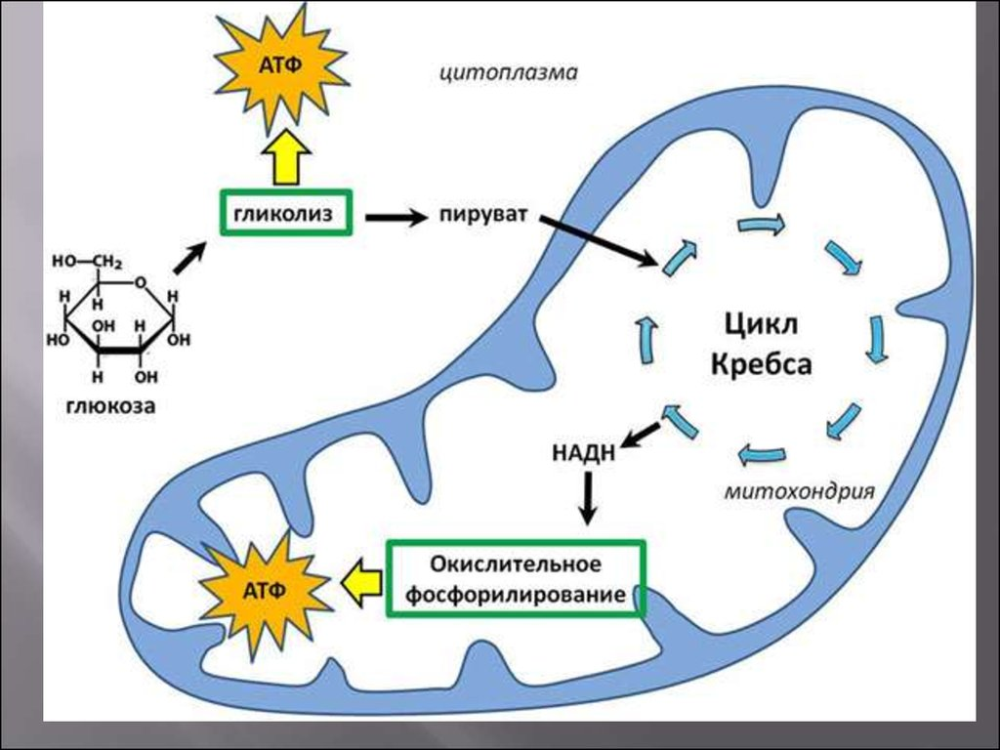 АТФ
цитоплазма
гликолиз
пируват
HO—CH₂
O
H
H
H
OH
H
HO
OH
H
OH
глюкоза
Цикл
Кребса
НАДН
митохондрия
Окислительное
фосфорилирование
АТФ